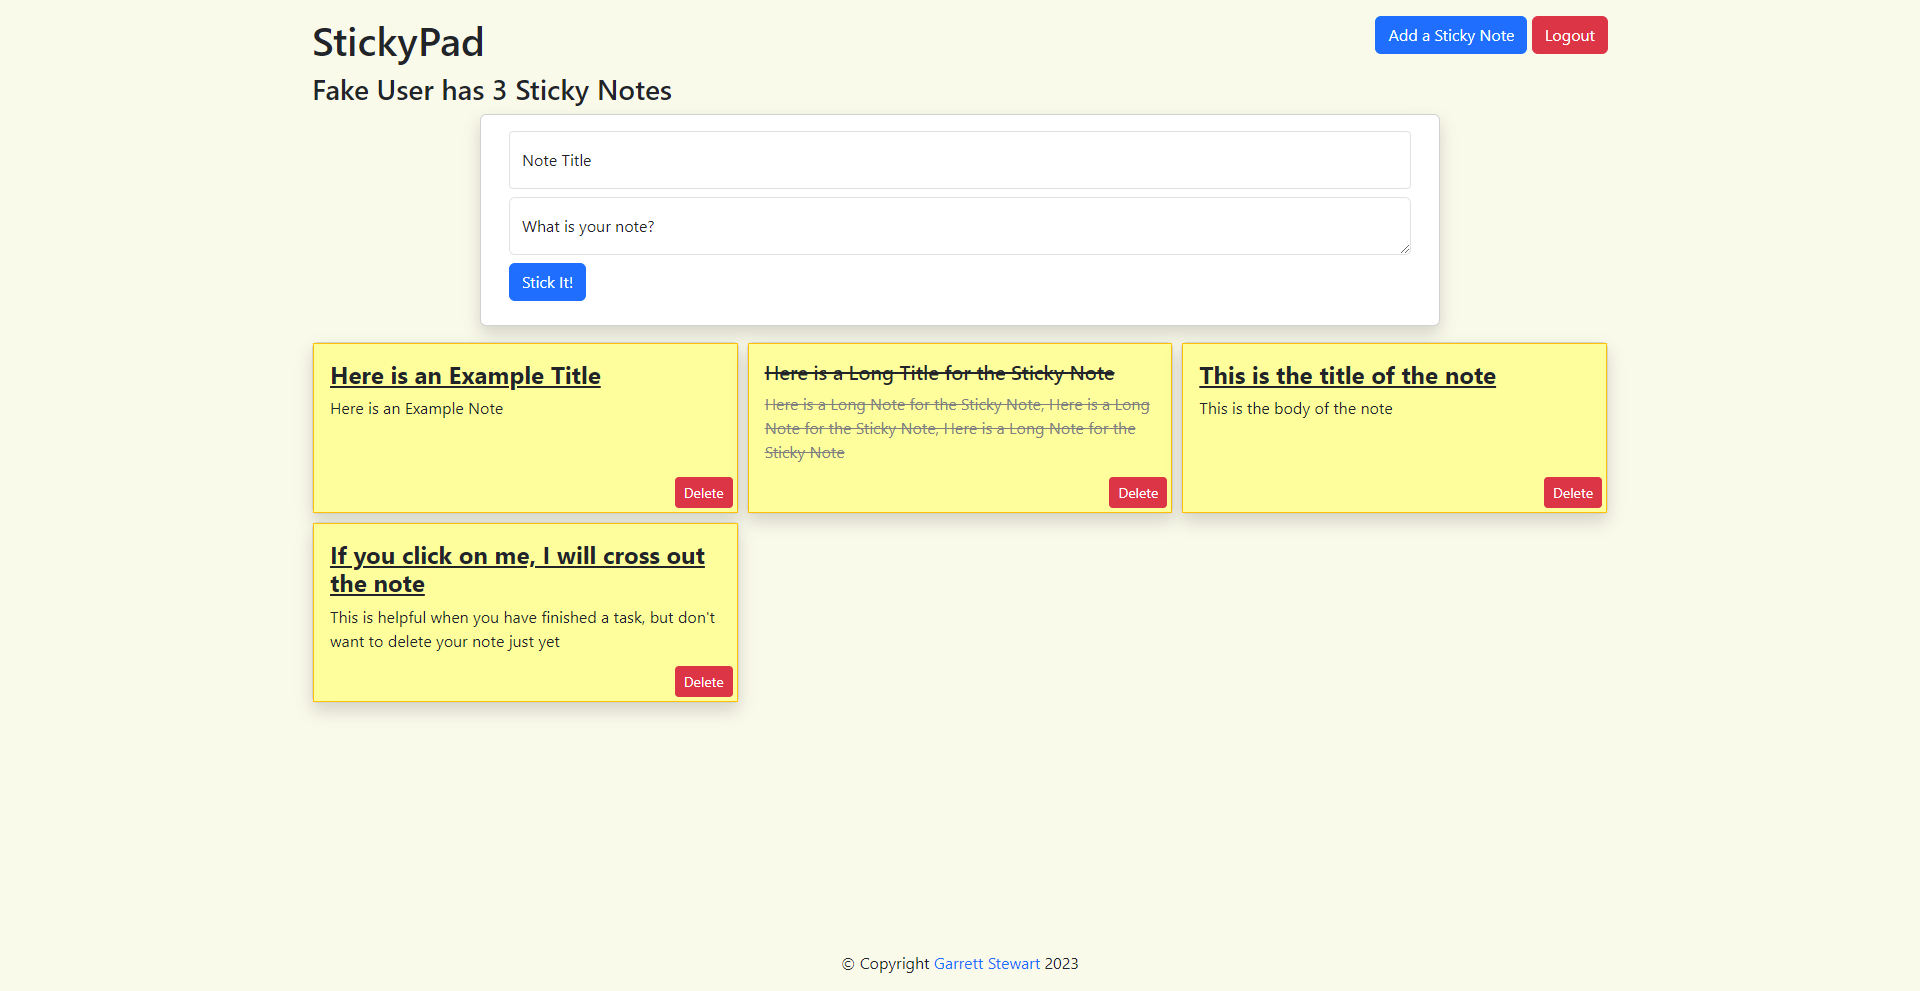 StickyPad
Add a Sticky Note
Logout
Fake User has 3 Sticky Notes
Note Title
What is your note?
Stick It!
Here is an Example Title
Here is an Example Note
Delete
Here is a Long Title for the Sticky Note
Here is a Long Note for the Sticky Note, Here is a Long
Note for the Sticky Note, Here is a Long Note for the
Sticky Note
Delete
This is the title of the note
This is the body of the note
Delete
If you click on me, I will cross out
the note
This is helpful when you have finished a task, but don't
want to delete your note just yet
Delete
© Copyright Garrett Stewart 2023